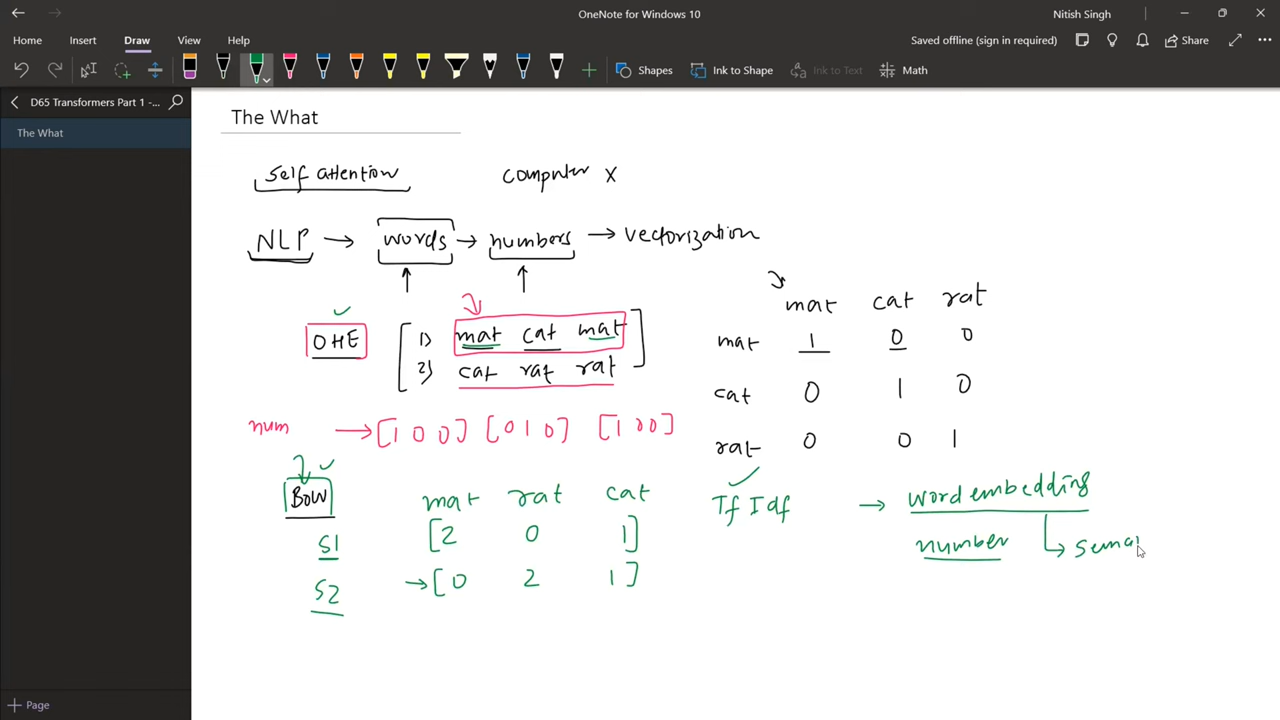 OneNote for Windows 10
Nitish Singh
Home Insert Draw View Help
Saved offline (sign in required)
Share
Shapes
Ink to Shape
Ink to Text
Math
D65 Transformers Part 1 -...
The What
The What
Self attention
computer x
NLP → words → numbers → vectorization
mat cat rat
OHE
1) mat cat mat
2) cat rat rat
mat 1 0 0
cat 0 1 0
rat 0 0 1
num → [1 0 0] [0 1 0] [1 0 0]
BOW
mat rat cat
S1 [2 0 1]
S2 → [0 2 1]
Tf Idf → word embedding
number
↳ Seman
Page